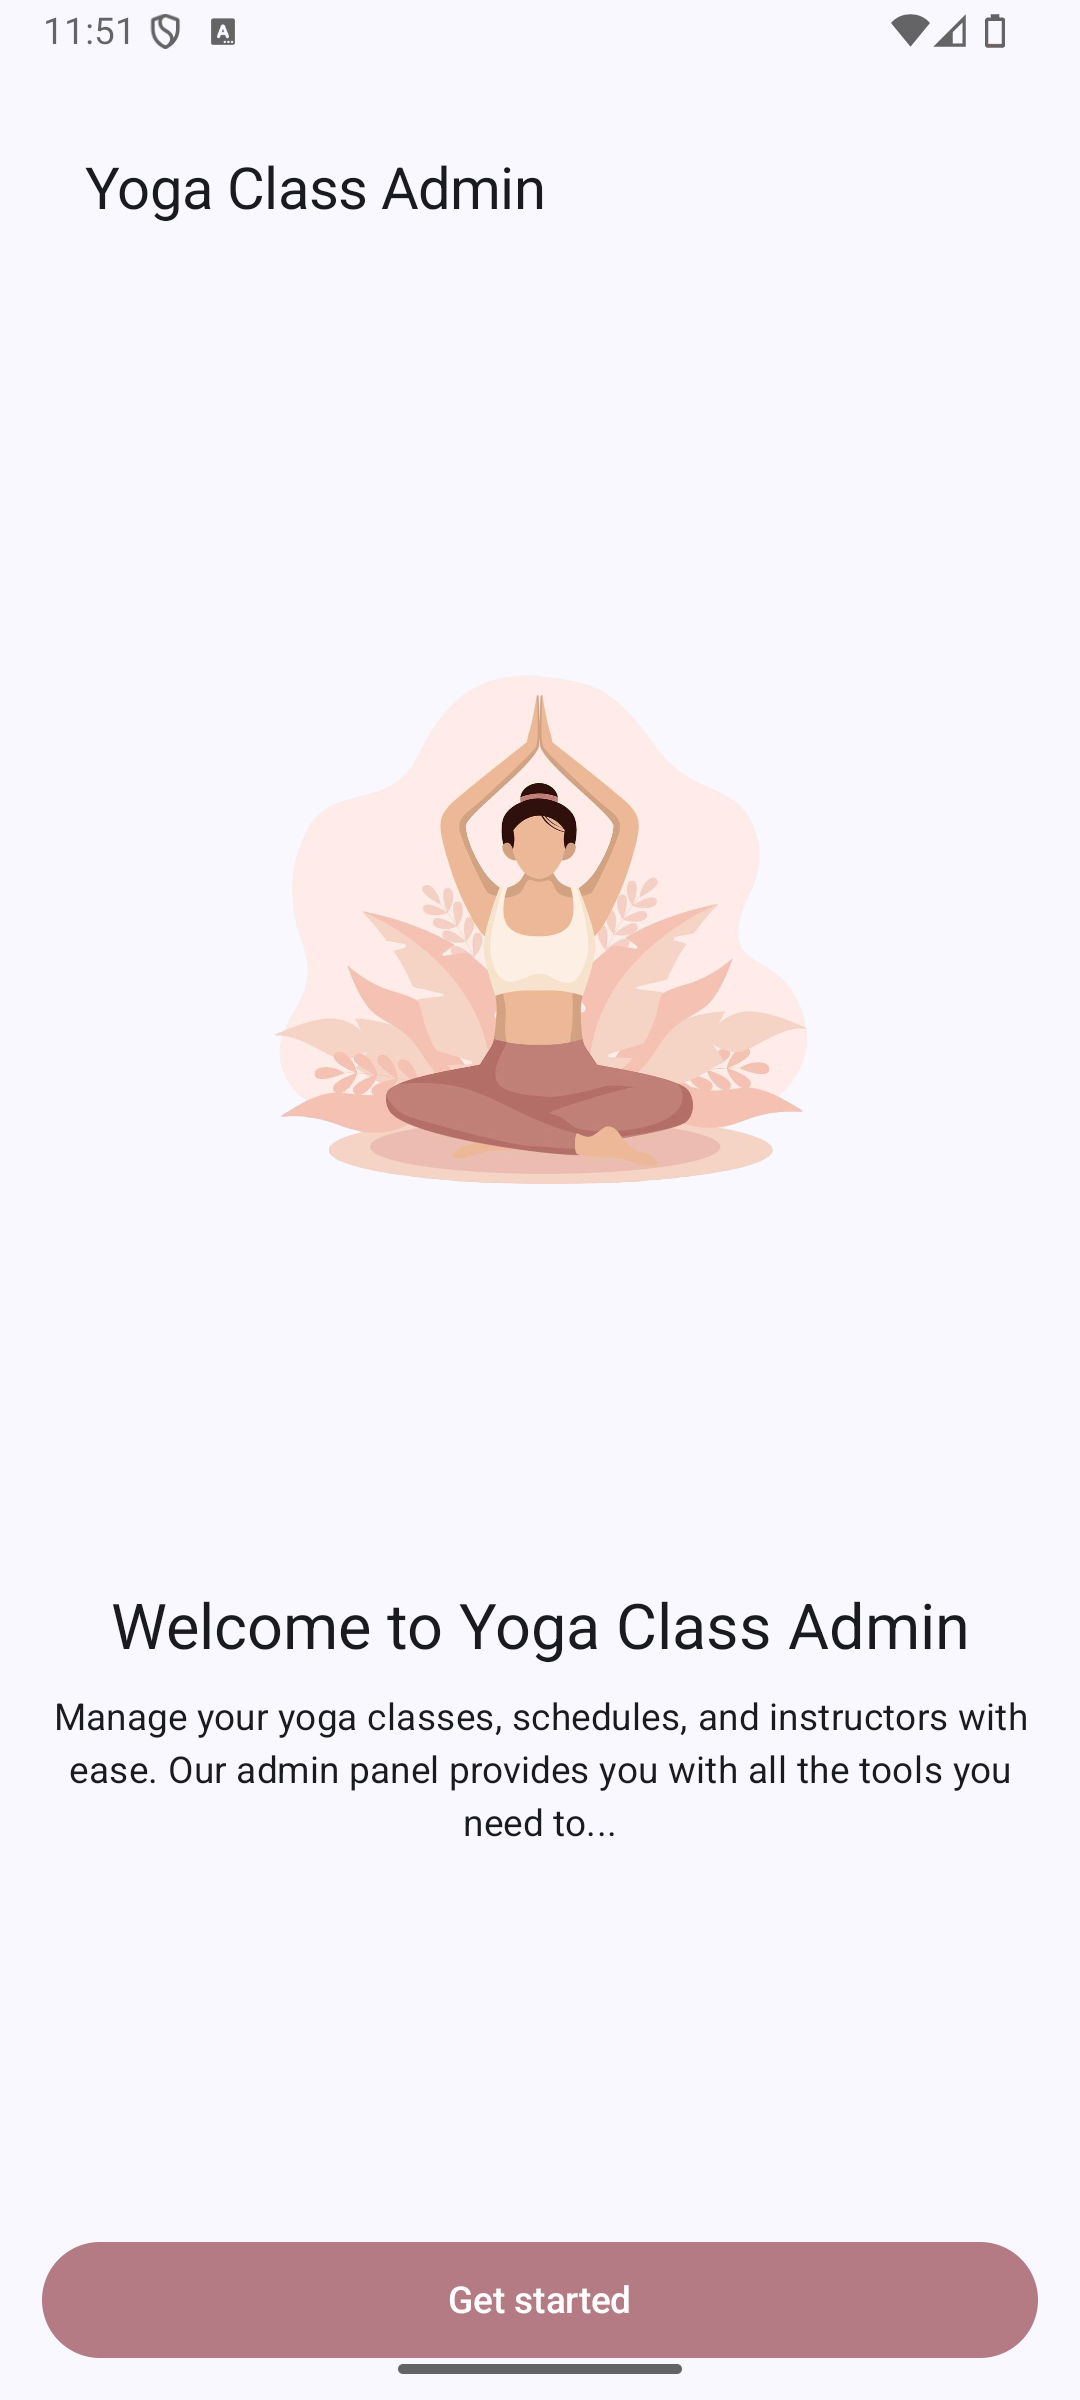 11:51
Yoga Class Admin
Welcome to Yoga Class Admin
Manage your yoga classes, schedules, and instructors with
ease. Our admin panel provides you with all the tools you
need to...
Get started